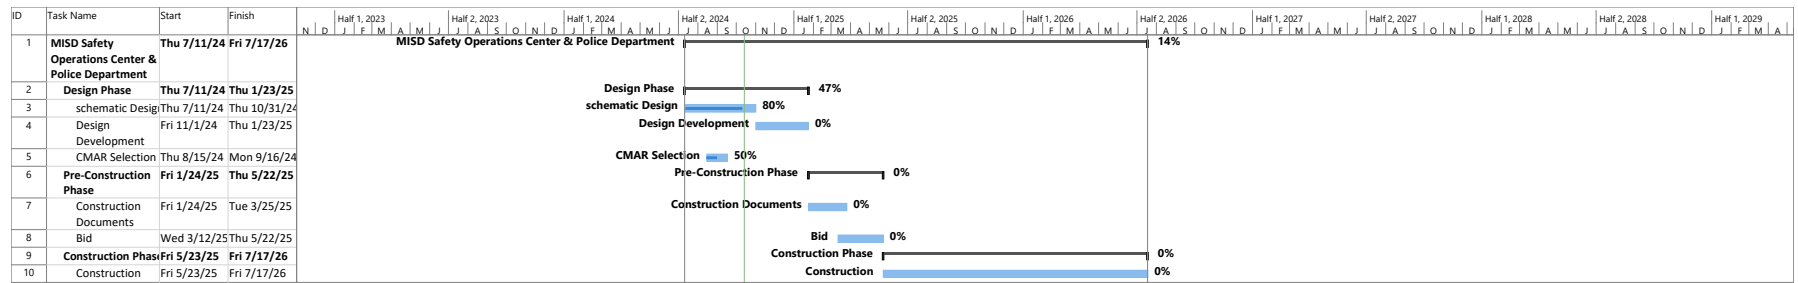 ID Task Name Start Finish Half 1, 2023 Half 2, 2023 Half 1, 2024 Half 2, 2024 Half 1, 2025 Half 2, 2025 Half 1, 2026 Half 2, 2026 Half 1, 2027 Half 2, 2027 Half 1, 2028 Half 2, 2028 Half 1, 2029
N D J F M A M J J A S O N D J F M A M J J A S O N D J F M A M J J A S O N D J F M A M J J A S O N D J F M A M J J A S O N D J F M A M J J A S O N D J F M A
1 MISD Safety Thu 7/11/24 Fri 7/17/26 MISD Safety Operations Center & Police Department 14%
Operations Center &
Police Department
2 Design Phase Thu 7/11/24 Thu 1/23/25 Design Phase 47%
3 schematic Desig Thu 7/11/24 Thu 10/31/24 schematic Design 80%
4 Design Fri 11/1/24 Thu 1/23/25 Design Development 0%
Development
5 CMAR Selection Thu 8/15/24 Mon 9/16/24 CMAR Selection 50%
6 Pre-Construction Fri 1/24/25 Thu 5/22/25 Pre-Construction Phase 0%
Phase
7 Construction Fri 1/24/25 Tue 3/25/25 Construction Documents 0%
Documents
8 Bid Wed 3/12/25 Thu 5/22/25 Bid 0%
9 Construction Phase Fri 5/23/25 Fri 7/17/26 Construction Phase 0%
10 Construction Fri 5/23/25 Fri 7/17/26 Construction 0%